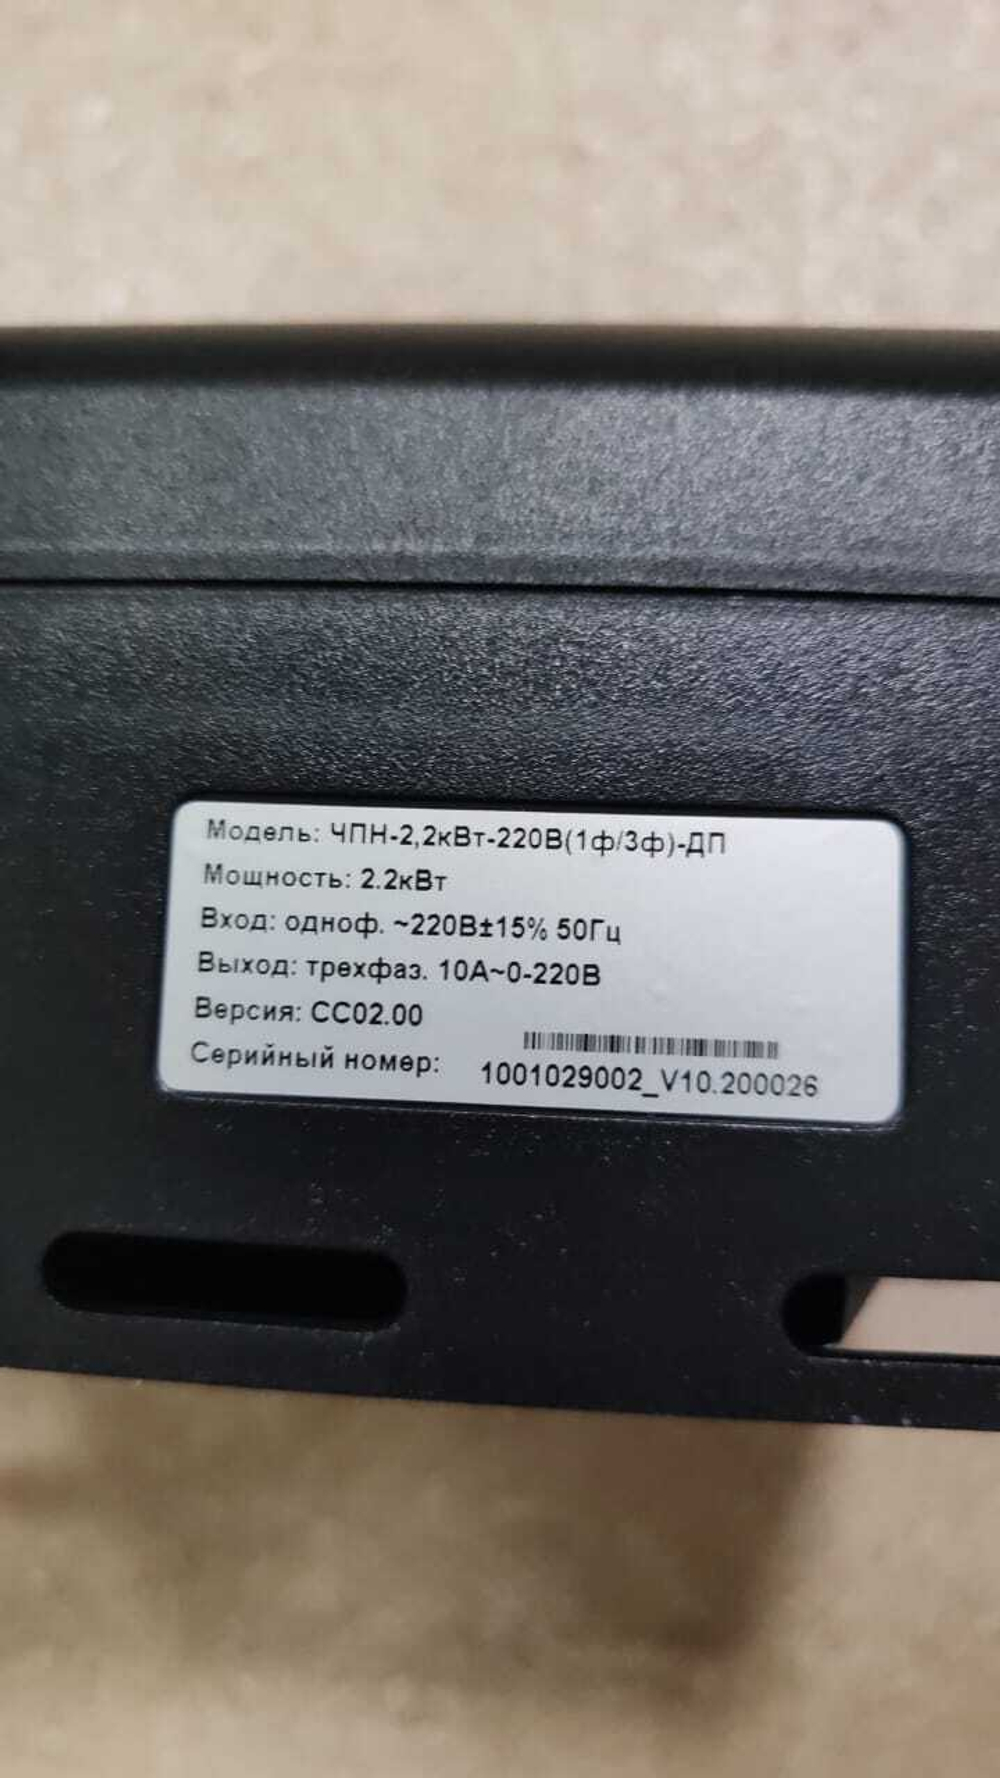 Модель: ЧПН-2,2кВт-220В(1ф/3ф)-ДП
Мощность: 2.2кВт
Вход: одноф. ~220В±15% 50Гц
Выход: трехфаз. 10А~0-220В
Версия: СС02.00
Серийный номер: 1001029002_V10.200026